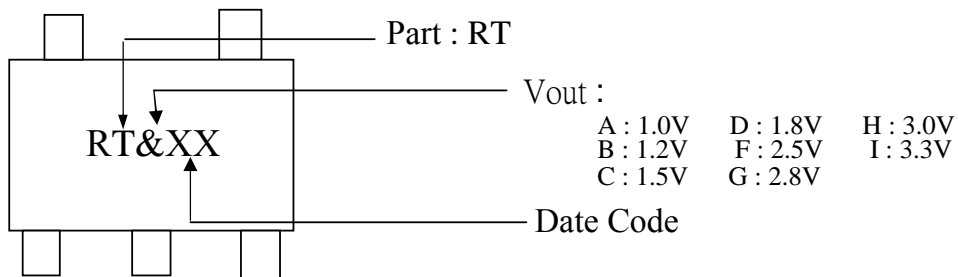 Part : RT
Vout :
RT&XX
A : 1.0V D : 1.8V H : 3.0V
B : 1.2V F : 2.5V I : 3.3V
C : 1.5V G : 2.8V
Date Code